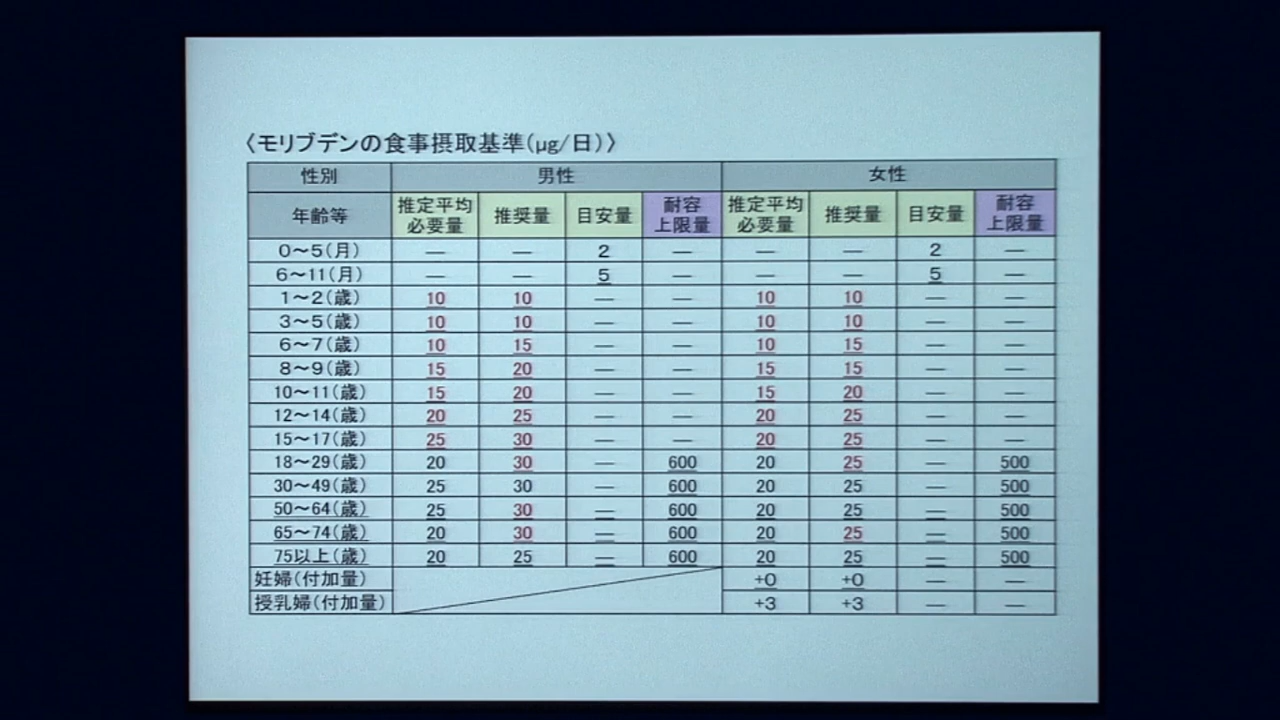 〈モリブデンの食事摂取基準(μg/日)〉
性別 男性 女性
年齢等 推定平均必要量 推奨量 目安量 耐容上限量 推定平均必要量 推奨量 目安量 耐容上限量
0～5(月) — — 2 — — — 2 —
6～11(月) — — 5 — — — 5 —
1～2(歳) 10 10 — — 10 10 — —
3～5(歳) 10 10 — — 10 10 — —
6～7(歳) 10 15 — — 10 15 — —
8～9(歳) 15 20 — — 15 15 — —
10～11(歳) 15 20 — — 15 20 — —
12～14(歳) 20 25 — — 20 25 — —
15～17(歳) 25 30 — — 20 25 — —
18～29(歳) 20 30 — 600 20 25 — 500
30～49(歳) 25 30 — 600 20 25 — 500
50～64(歳) 25 30 — 600 20 25 — 500
65～74(歳) 20 30 — 600 20 25 — 500
75以上(歳) 20 25 — 600 20 25 — 500
妊婦(付加量) +0 +0 — —
授乳婦(付加量) +3 +3 — —